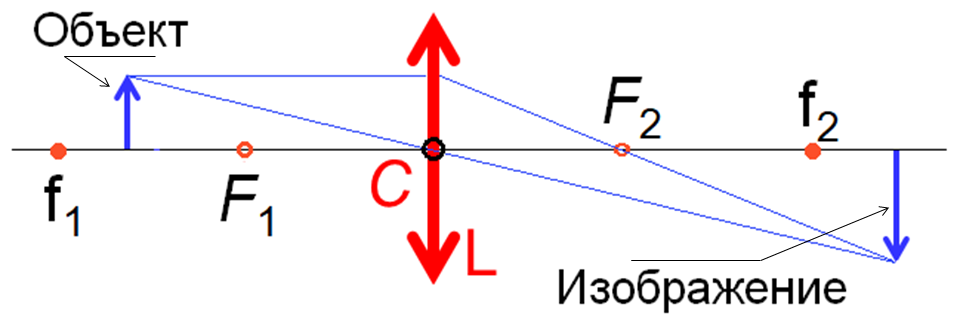 Объект
F₂
f₂
f₁
F₁
C
L
Изображение